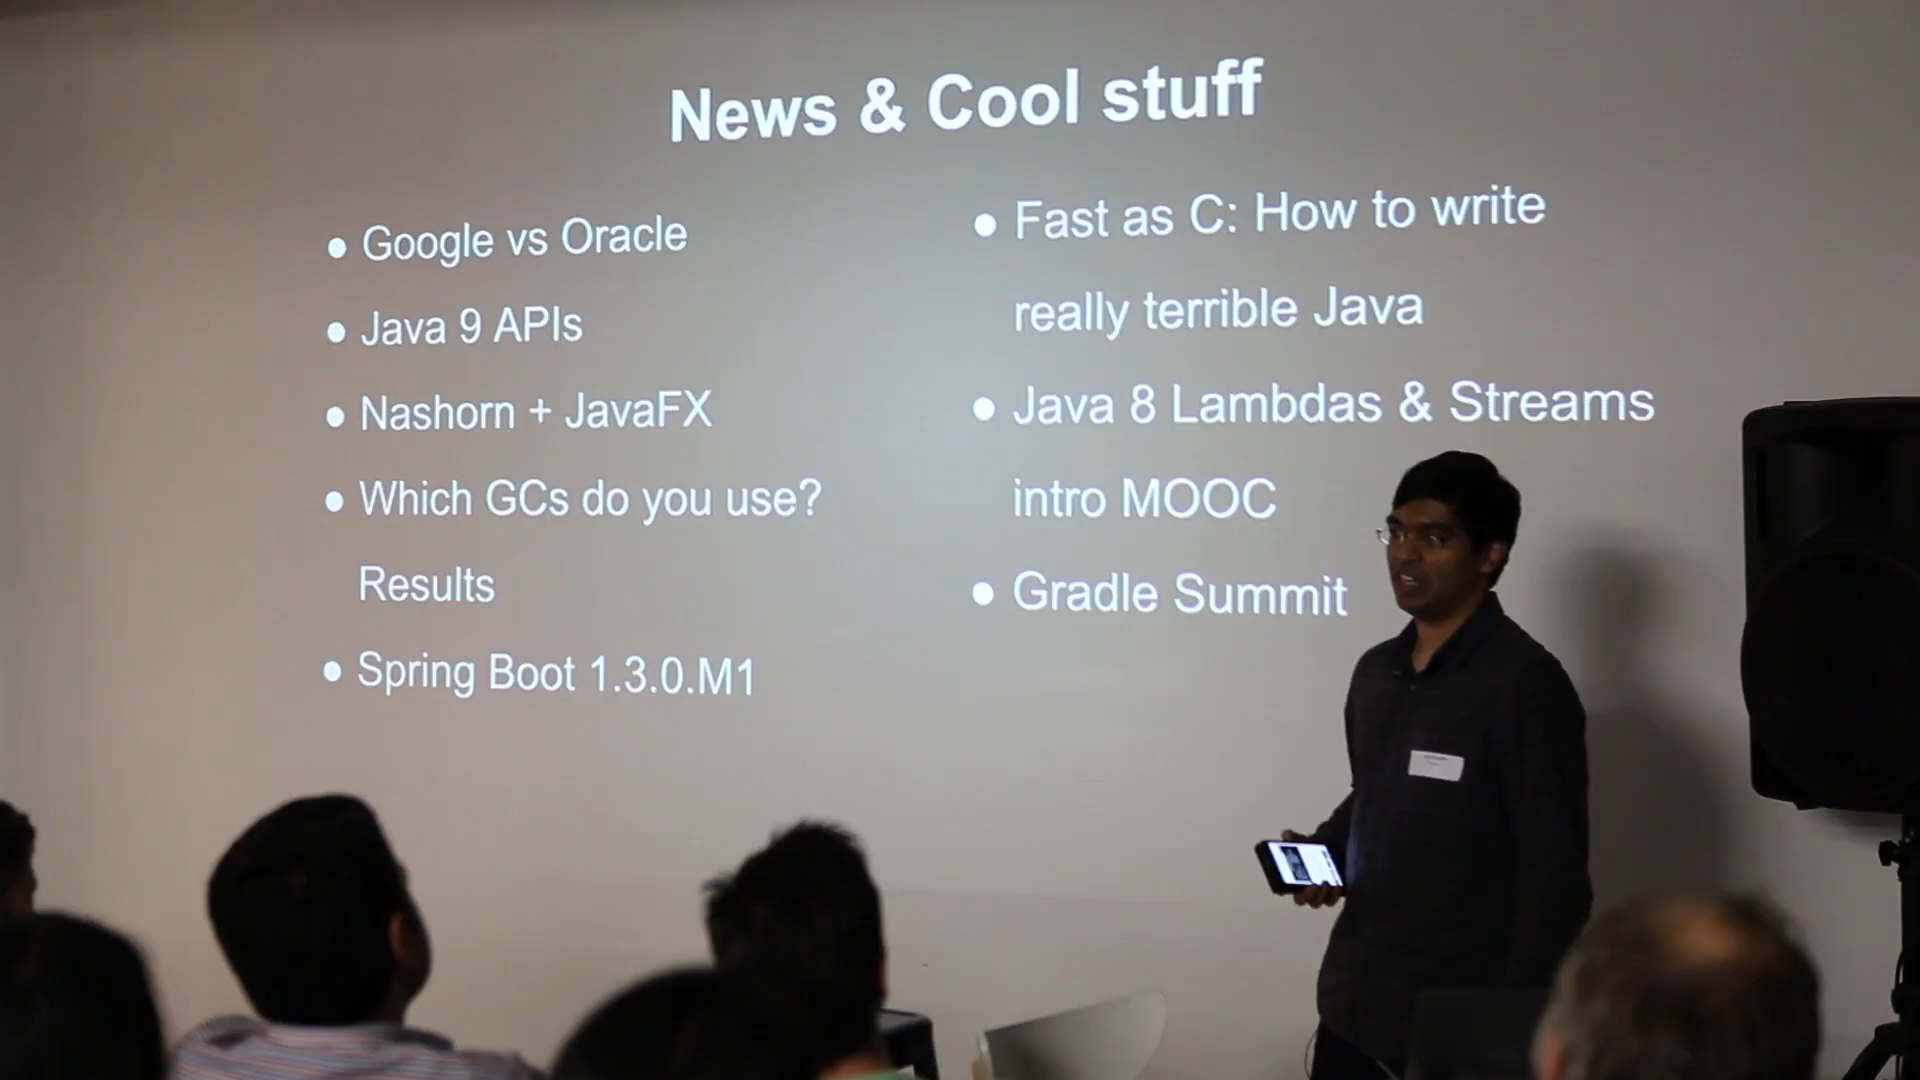 News & Cool stuff
● Google vs Oracle
● Java 9 APIs
● Nashorn + JavaFX
● Which GCs do you use?
Results
● Spring Boot 1.3.0.M1
● Fast as C: How to write
really terrible Java
● Java 8 Lambdas & Streams
intro MOOC
● Gradle Summit